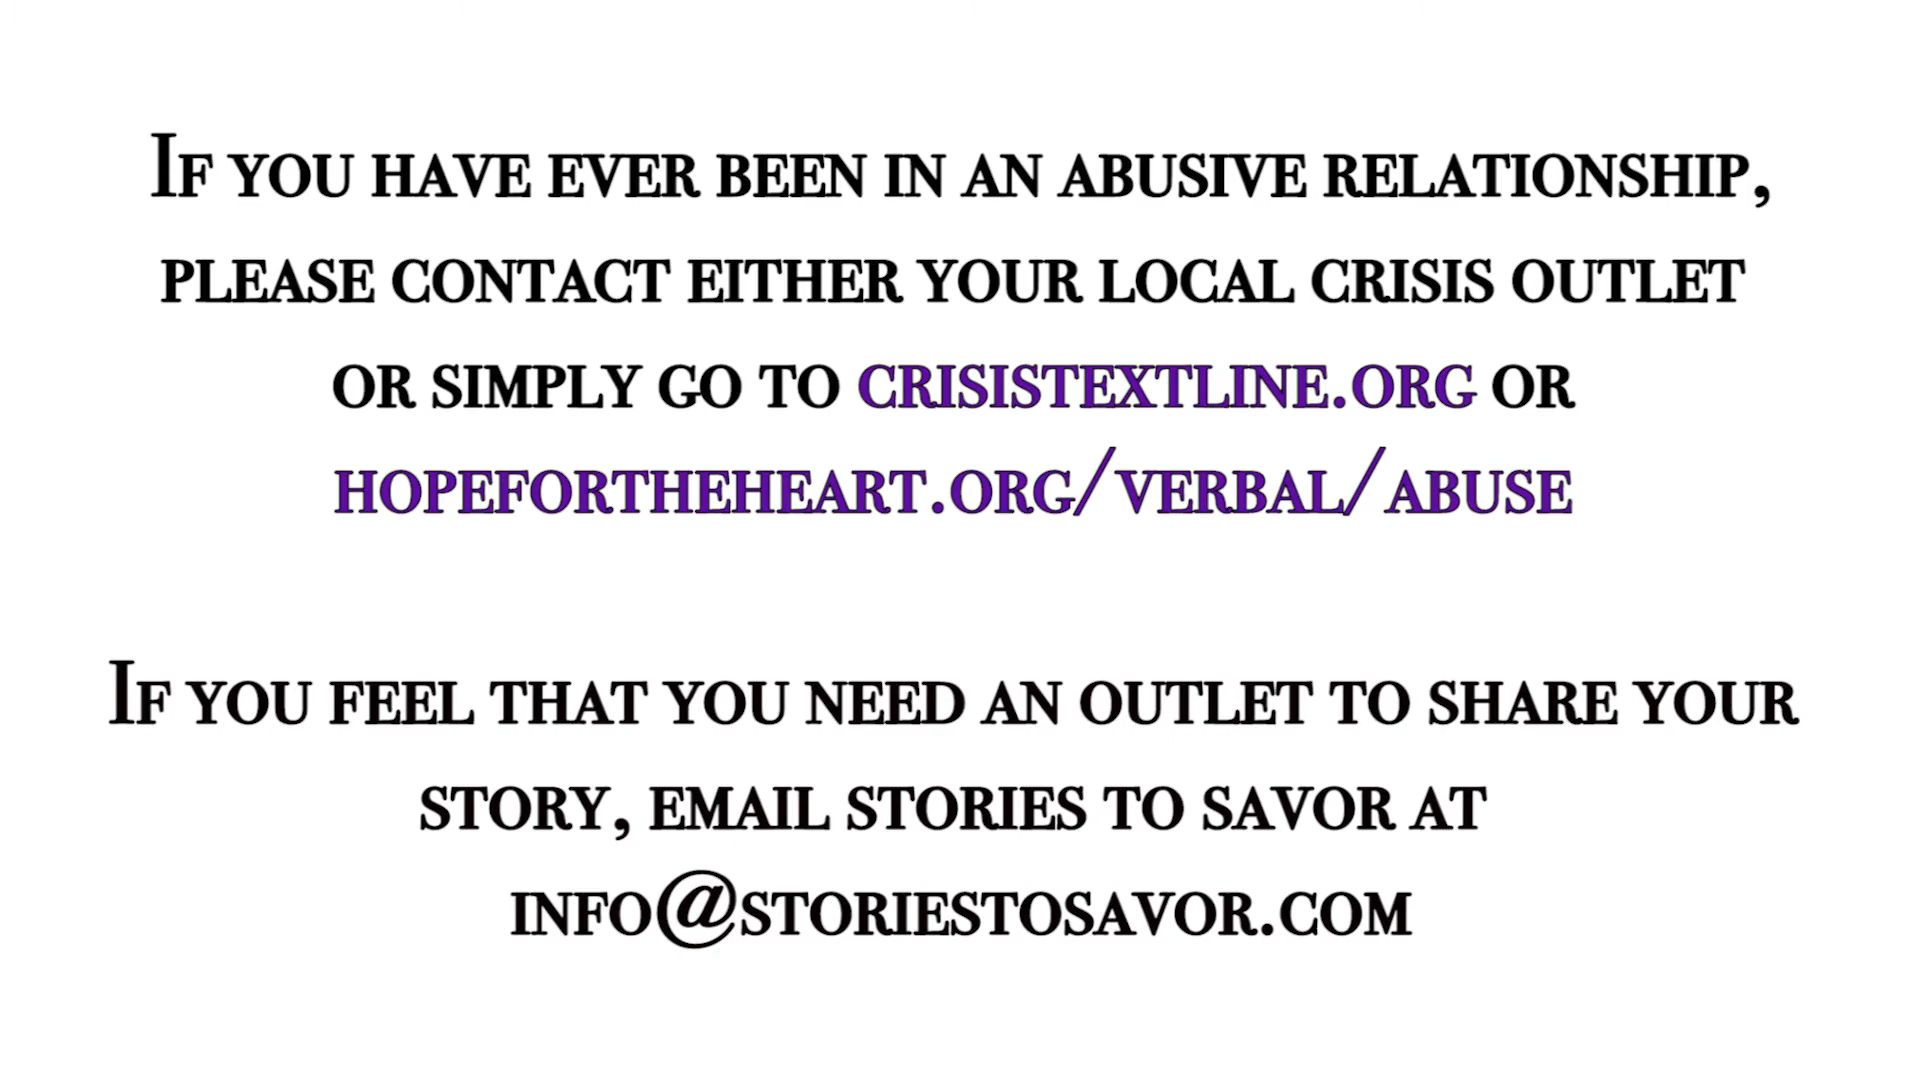 If you have ever been in an abusive relationship,
please contact either your local crisis outlet
or simply go to crisistextline.org or
hopefortheheart.org/verbal/abuse
If you feel that you need an outlet to share your
story, email stories to savor at
info@storiestosavor.com